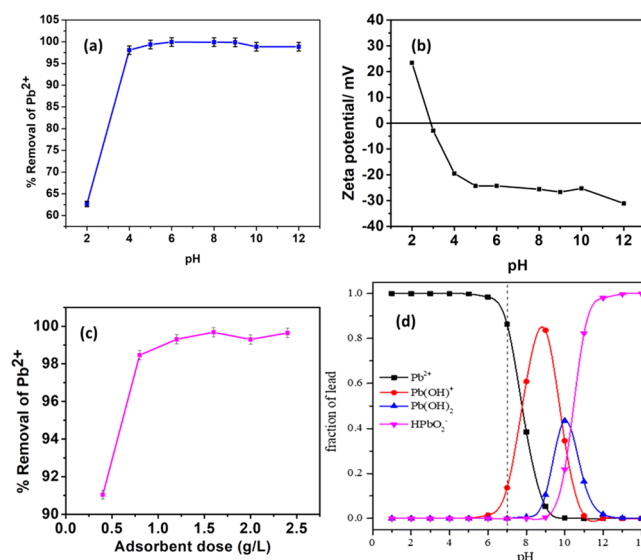 (a)
% Removal of Pb2+
105
100
95
90
85
80
75
70
65
60
2 4 6 8 10 12
pH
(b)
Zeta potential/ mV
40
30
20
10
0
-10
-20
-30
-40
2 4 6 8 10 12
pH
(c)
% Removal of Pb2+
100
98
96
94
92
90
0.0 0.5 1.0 1.5 2.0 2.5
Adsorbent dose (g/L)
(d)
fraction of lead
1.0
0.8
0.6
0.4
0.2
0.0
Pb2+
Pb(OH)+
Pb(OH)2
HPbO2-
2 4 6 8 10 12
pH